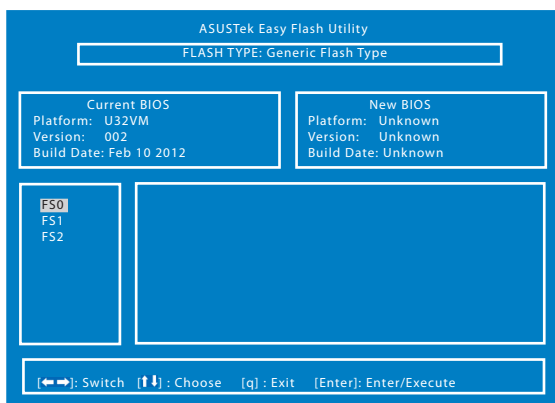 ASUSTek Easy Flash Utility
FLASH TYPE: Generic Flash Type
Current BIOS
Platform: U32VM
Version: 002
Build Date: Feb 10 2012
New BIOS
Platform: Unknown
Version: Unknown
Build Date: Unknown
FS0
FS1
FS2
[⬅➡]: Switch [⬆⬇] : Choose [q] : Exit [Enter]: Enter/Execute